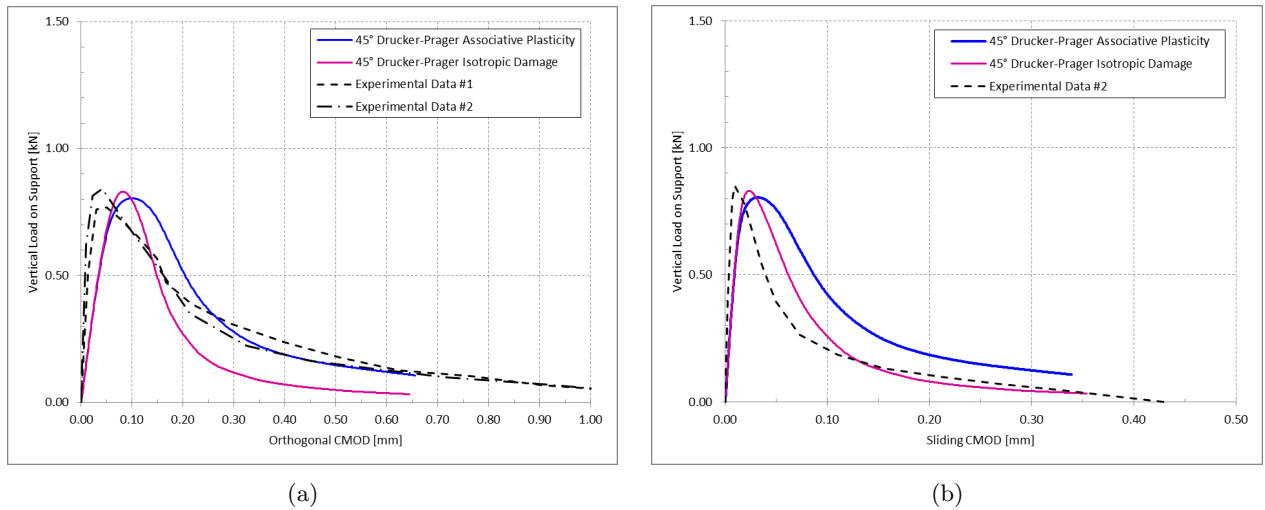 1.50
45° Drucker-Prager Associative Plasticity
45° Drucker-Prager Isotropic Damage
Experimental Data #1
Experimental Data #2
1.00
Vertical Load on Support [kN]
0.50
0.00
0.00 0.10 0.20 0.30 0.40 0.50 0.60 0.70 0.80 0.90 1.00
Orthogonal CMOD [mm]
(a)
1.50
45° Drucker-Prager Associative Plasticity
45° Drucker-Prager Isotropic Damage
Experimental Data #2
1.00
Vertical Load on Support [kN]
0.50
0.00
0.00 0.10 0.20 0.30 0.40 0.50
Sliding CMOD [mm]
(b)